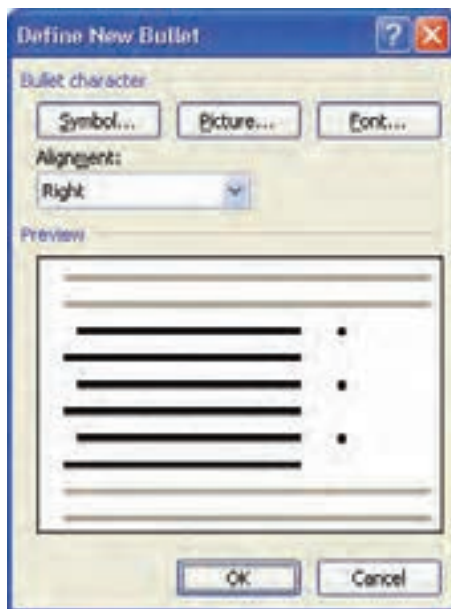 Define New Bullet
Bullet character
Symbol... Picture... Font...
Alignment:
Right
Preview
OK Cancel